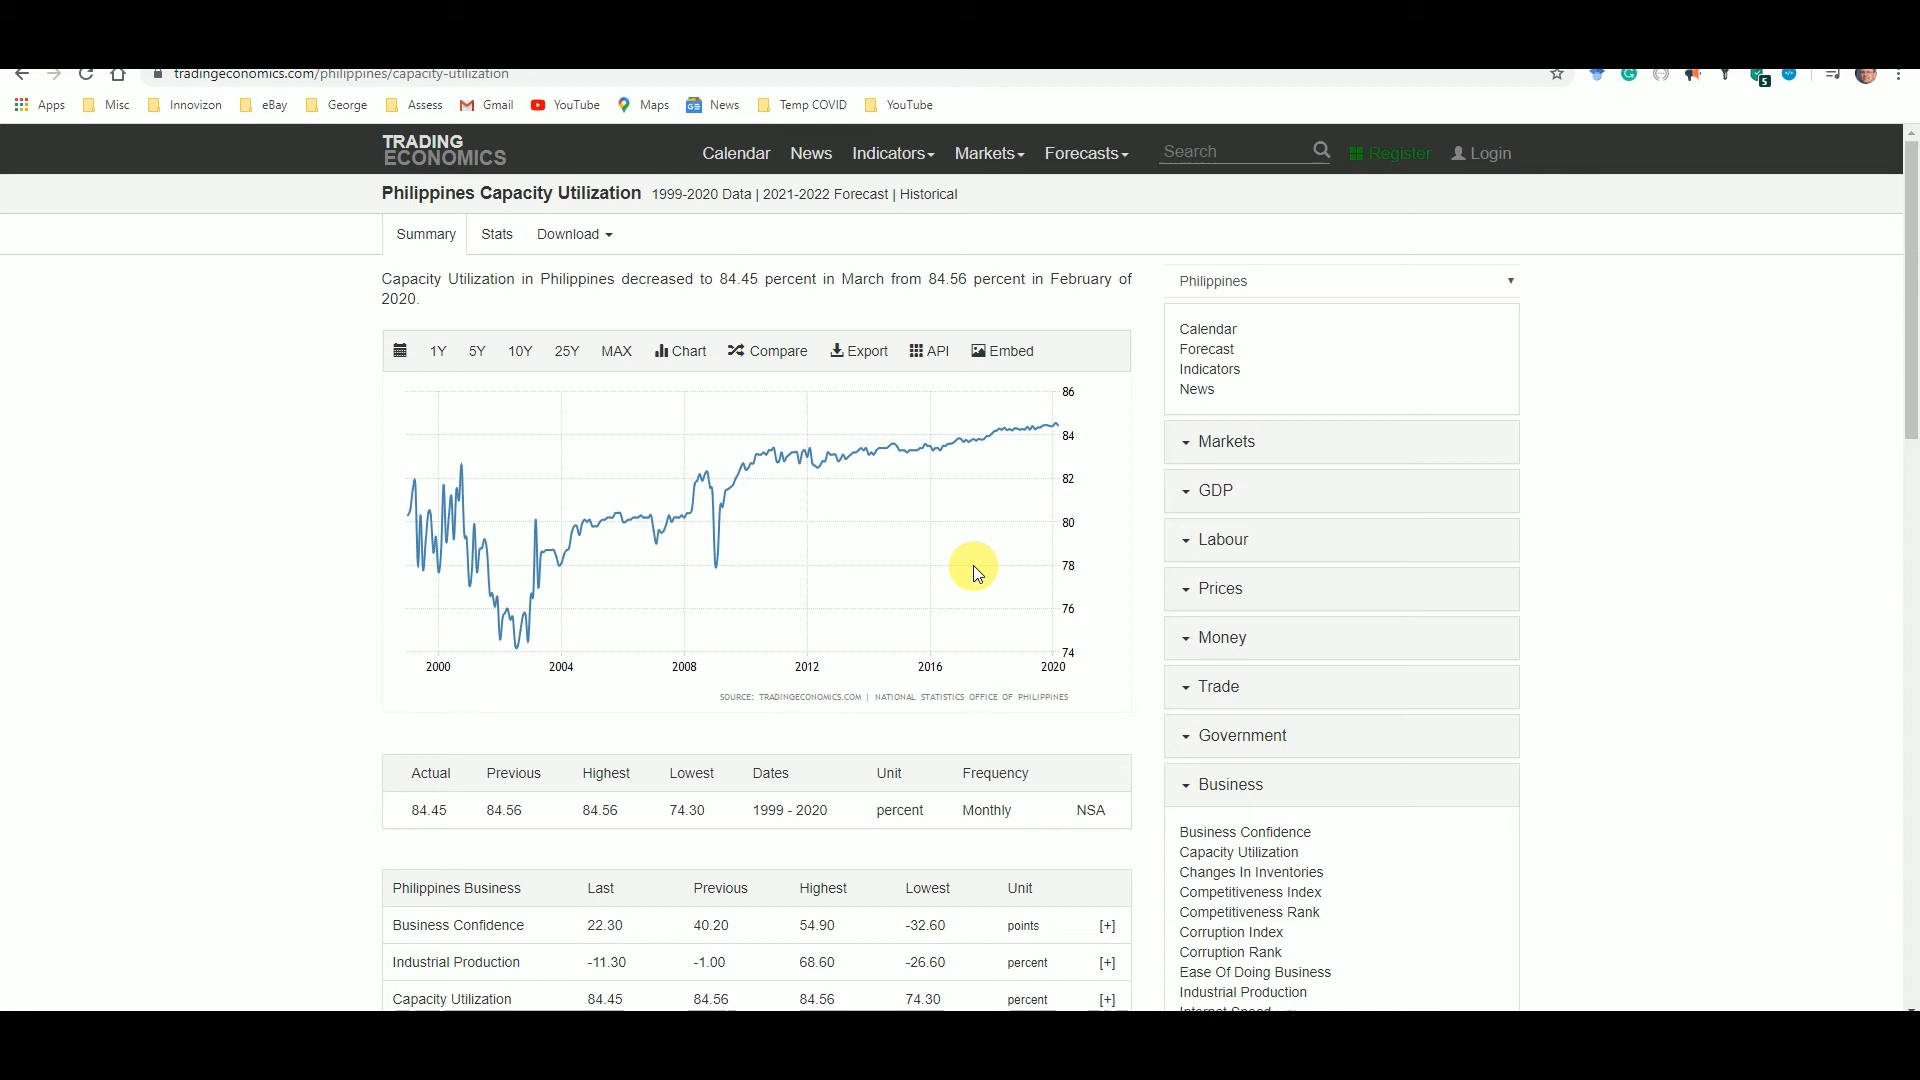 tradingeconomics.com/philippines/capacity-utilization
5
Apps Misc Innovizon eBay George Assess Gmail YouTube Maps News Temp COVID YouTube
TRADING
ECONOMICS
Calendar News Indicators Markets Forecasts Search Register Login
Philippines Capacity Utilization 1999-2020 Data | 2021-2022 Forecast | Historical
Summary Stats Download
Capacity Utilization in Philippines decreased to 84.45 percent in March from 84.56 percent in February of
2020.
1Y 5Y 10Y 25Y MAX Chart Compare Export API Embed
86
84
82
80
78
76
74
2000 2004 2008 2012 2016 2020
SOURCE: TRADINGECONOMICS.COM | NATIONAL STATISTICS OFFICE OF PHILIPPINES
Actual Previous Highest Lowest Dates Unit Frequency
84.45 84.56 84.56 74.30 1999 - 2020 percent Monthly NSA
Philippines Business Last Previous Highest Lowest Unit
Business Confidence 22.30 40.20 54.90 -32.60 points [+]
Industrial Production -11.30 -1.00 68.60 -26.60 percent [+]
Capacity Utilization 84.45 84.56 84.56 74.30 percent [+]
Philippines
Calendar
Forecast
Indicators
News
Markets
GDP
Labour
Prices
Money
Trade
Government
Business
Business Confidence
Capacity Utilization
Changes In Inventories
Competitiveness Index
Competitiveness Rank
Corruption Index
Corruption Rank
Ease Of Doing Business
Industrial Production